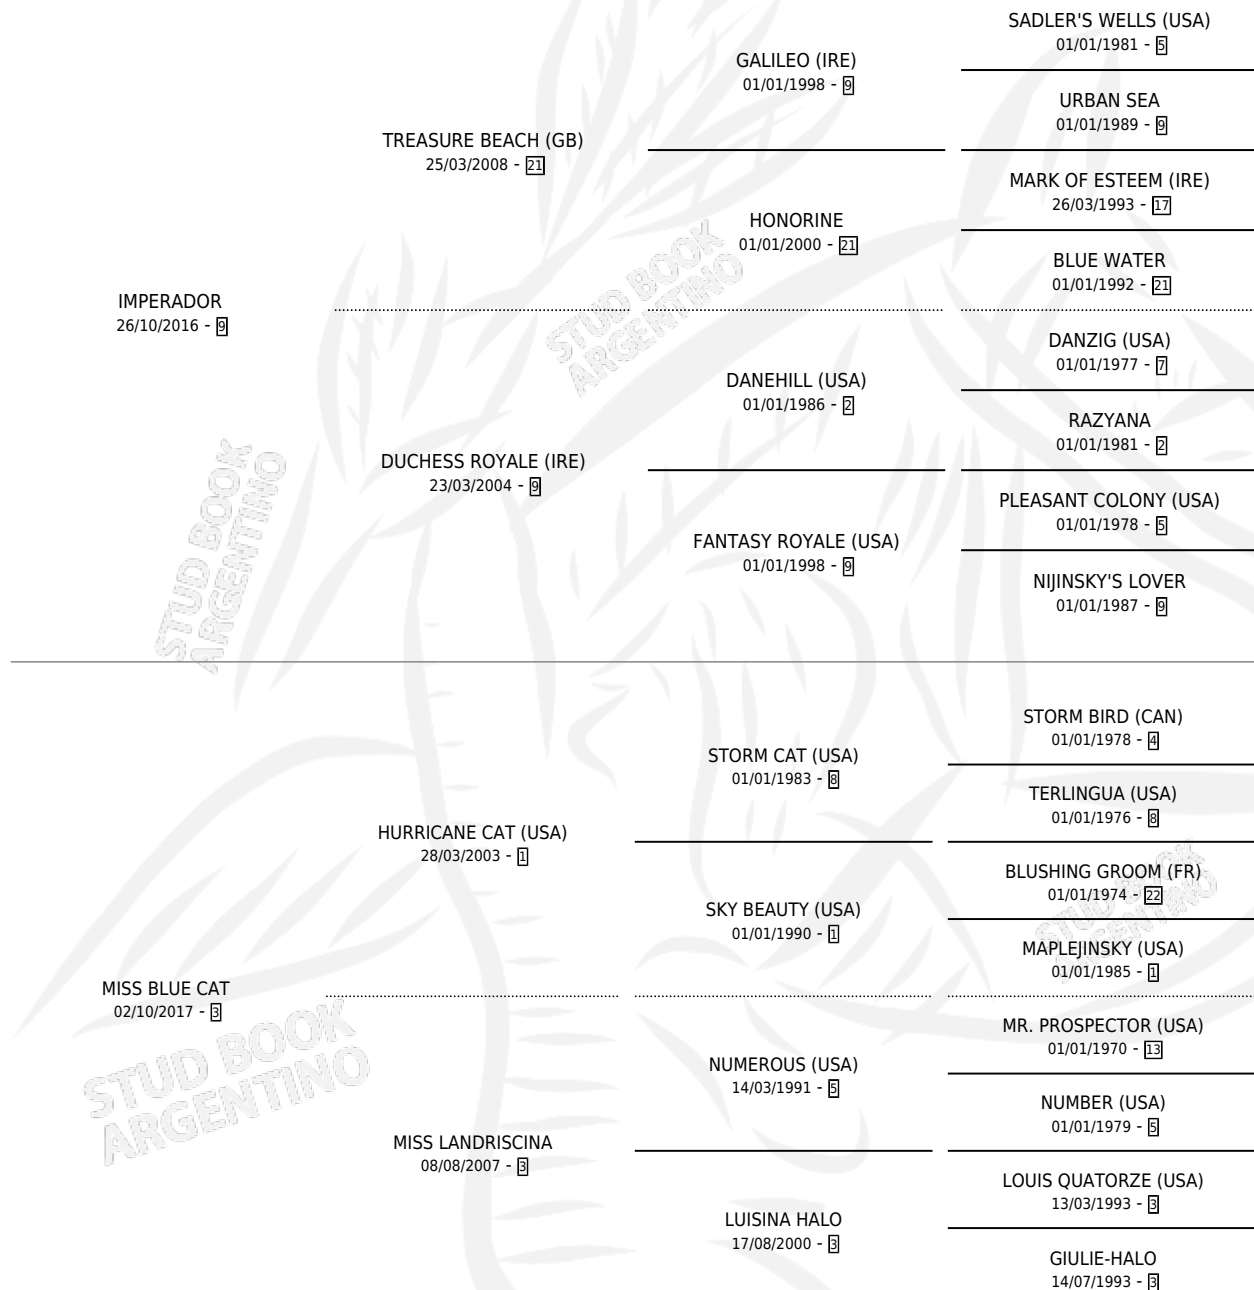 SADLER'S WELLS (USA)
01/01/1981 - 5
GALILEO (IRE)
01/01/1998 - 9
URBAN SEA
01/01/1989 - 9
TREASURE BEACH (GB)
25/03/2008 - 21
MARK OF ESTEEM (IRE)
26/03/1993 - 17
HONORINE
01/01/2000 - 21
BLUE WATER
01/01/1992 - 21
IMPERADOR
26/10/2016 - 9
STUD BOOK
ARGENTINO
DANZIG (USA)
01/01/1977 - 7
DANEHILL (USA)
01/01/1986 - 2
RAZYANA
01/01/1981 - 2
DUCHESS ROYALE (IRE)
23/03/2004 - 9
PLEASANT COLONY (USA)
01/01/1978 - 5
FANTASY ROYALE (USA)
01/01/1998 - 9
NIJINSKY'S LOVER
01/01/1987 - 9
STUD BOOK
ARGENTINO
STORM BIRD (CAN)
01/01/1978 - 4
STORM CAT (USA)
01/01/1983 - 8
TERLINGUA (USA)
01/01/1976 - 8
HURRICANE CAT (USA)
28/03/2003 - 1
BLUSHING GROOM (FR)
01/01/1974 - 22
SKY BEAUTY (USA)
01/01/1990 - 1
STUD BOOK
ARGENTINO
MAPLEJINSKY (USA)
01/01/1985 - 1
MISS BLUE CAT
02/10/2017 - 3
STUD BOOK
ARGENTINO
MR. PROSPECTOR (USA)
01/01/1970 - 13
NUMEROUS (USA)
14/03/1991 - 5
NUMBER (USA)
01/01/1979 - 5
MISS LANDRISCINA
08/08/2007 - 3
LOUIS QUATORZE (USA)
13/03/1993 - 3
LUISINA HALO
17/08/2000 - 3
GIULIE-HALO
14/07/1993 - 3